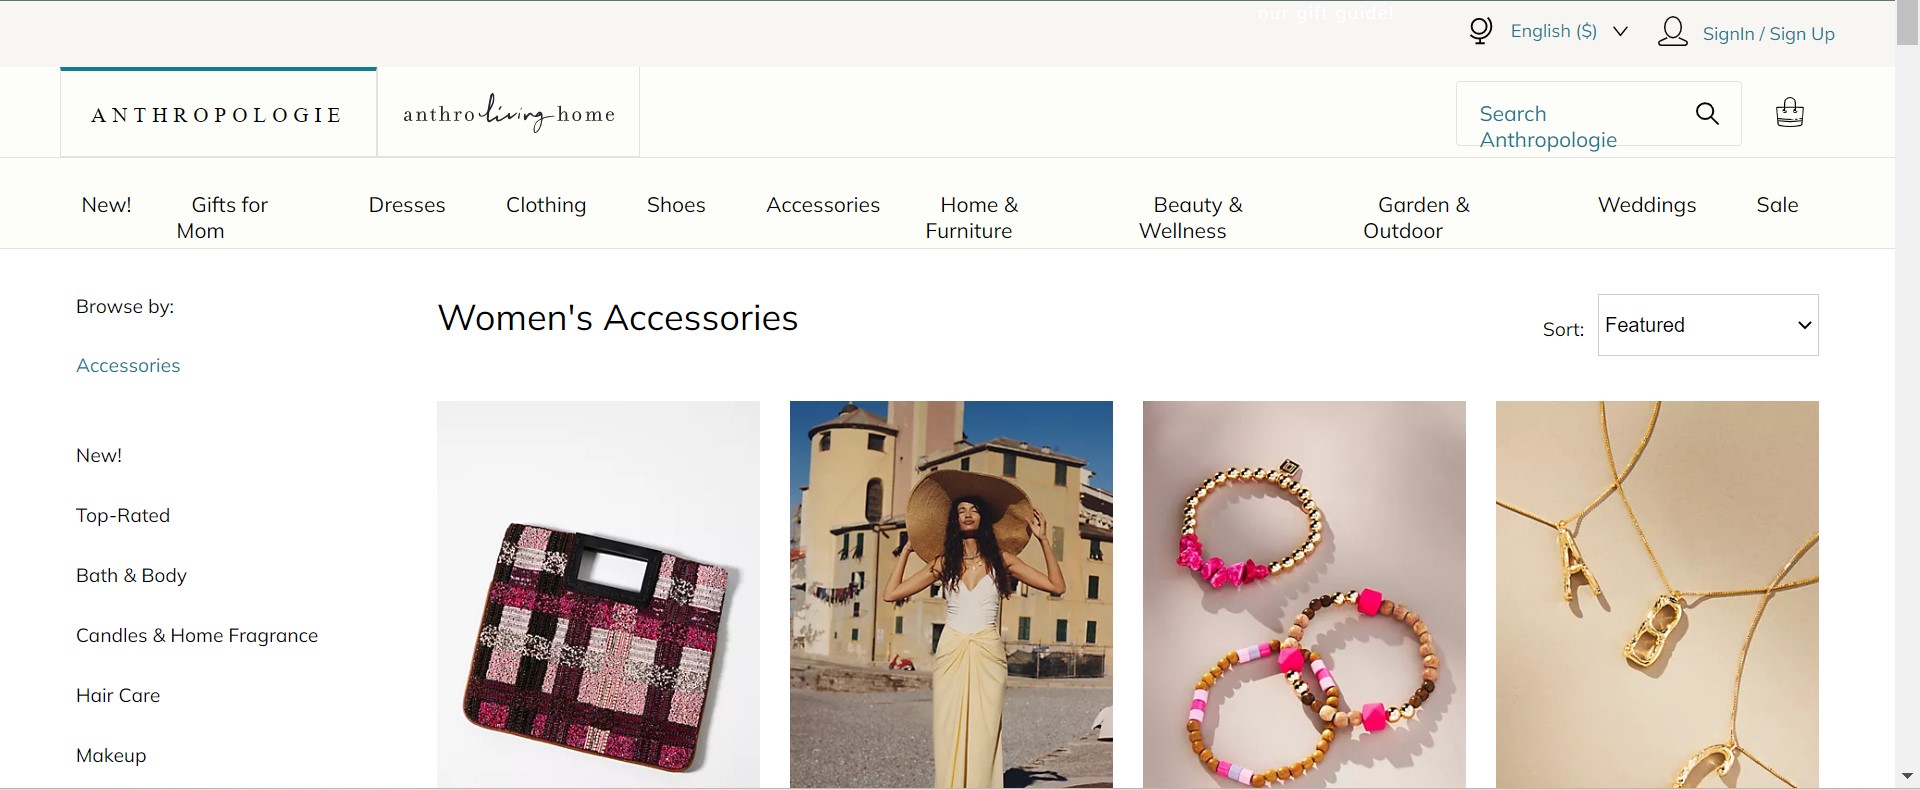 our gift guide!
English ($)
SignIn / Sign Up
ANTHROPOLOGIE
anthro living home
Search
Anthropologie
New!
Gifts for
Mom
Dresses
Clothing
Shoes
Accessories
Home &
Furniture
Beauty &
Wellness
Garden &
Outdoor
Weddings
Sale
Browse by:
Accessories
New!
Top-Rated
Bath & Body
Candles & Home Fragrance
Hair Care
Makeup
Women's Accessories
Sort:
Featured
A
B